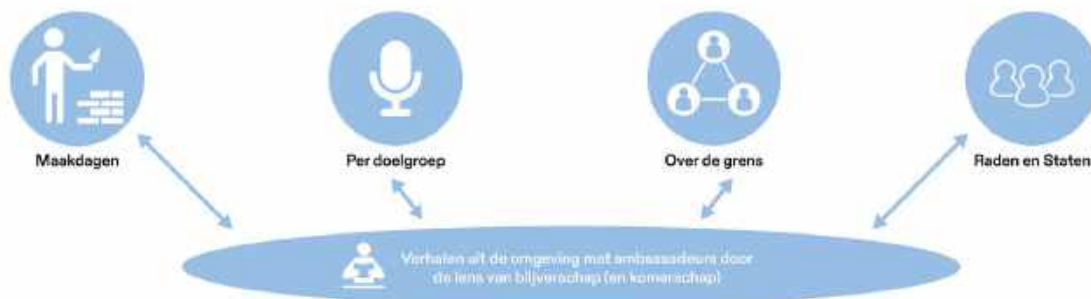 Maakdagen
Per doelgroep
Over de grens
Raden en Staten
Verhalen uit de omgeving met ambassadeurs door
de lens van blijverschap (en komerschap)